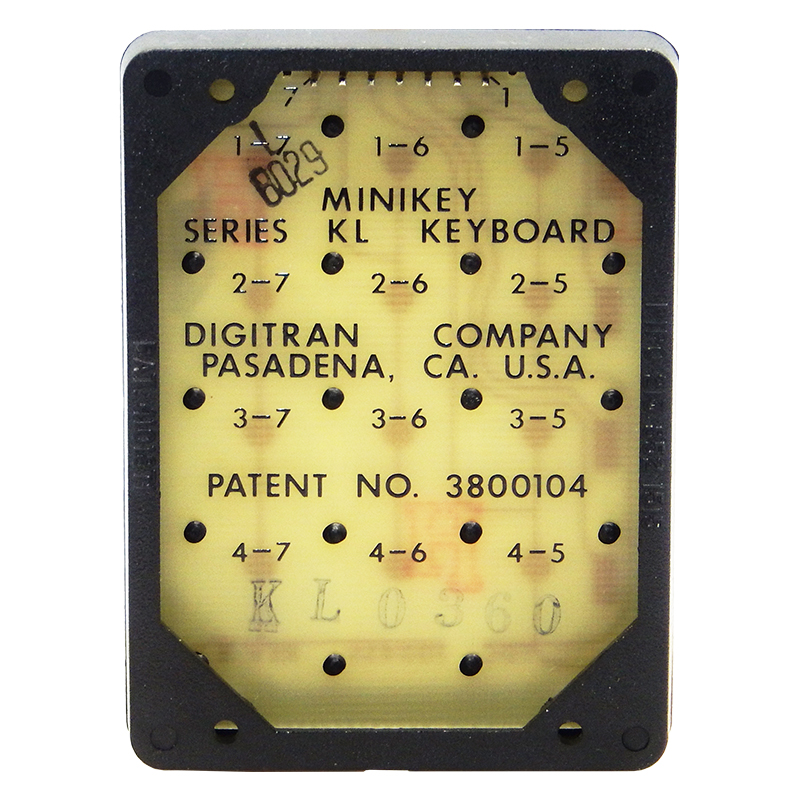 7 1
1-7 1-6 1-5
L
8029
MINIKEY
SERIES KL KEYBOARD
2-7 2-6 2-5
DIGITRAN COMPANY
PASADENA, CA. U.S.A.
3-7 3-6 3-5
PATENT NO. 3800104
4-7 4-6 4-5
KL0360